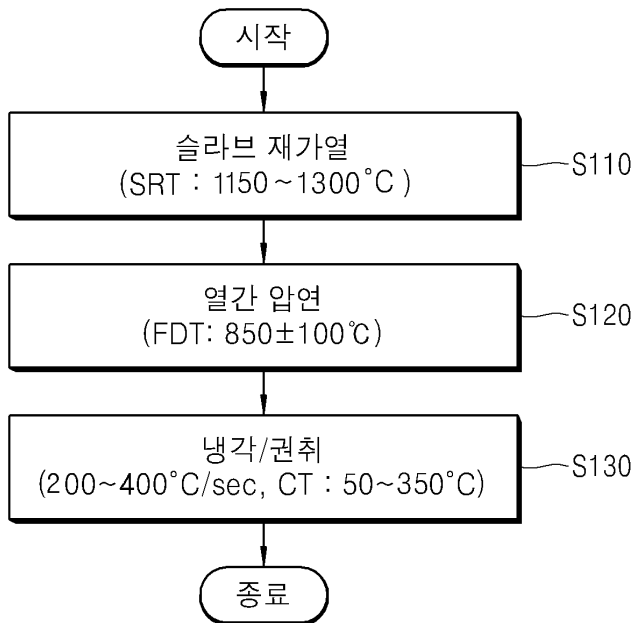 시작
슬라브 재가열
(SRT : 1150~1300°C)
S110
열간 압연
(FDT: 850±100℃)
S120
냉각/권취
(200~400°C/sec, CT : 50~350°C)
S130
종료